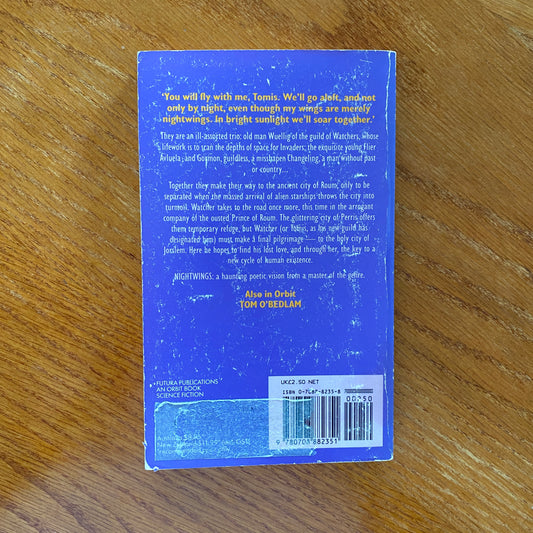 'You will fly with me, Tomis. We'll go aloft, and not
only by night, even though my wings are merely
nightwings. In bright sunlight we'll soar together.'
They are an ill-assorted trio: old man Wuellig of the guild of Watchers, whose
lifework is to scan the depths of space for Invaders; the exquisite young Flier
Avluela; and Gormon, guildless, a misshapen Changeling, a man without past
or country.
Together they make their way to the ancient city of Roum, only to be
separated when the massed arrival of alien starships throws the city into
turmoil. Watcher takes to the road once more, this time in the arrogant
company of the ousted Prince of Roum. The glittering city of Perris offers
them temporary refuge, but Watcher (or Tomis, as his new guild has
designated him) must make a final pilgrimage — to the holy city of
Jorslem. Here he hopes to find his lost love, and through her, the key to a
new cycle of human existence.
NIGHTWINGS: a haunting poetic vision from a master of the genre.
Also in Orbit
TOM O'BEDLAM
FUTURA PUBLICATIONS
AN ORBIT BOOK
SCIENCE FICTION
UK£2.50 NET
ISBN 0-7088-8235-8
00250
9 780708 882351